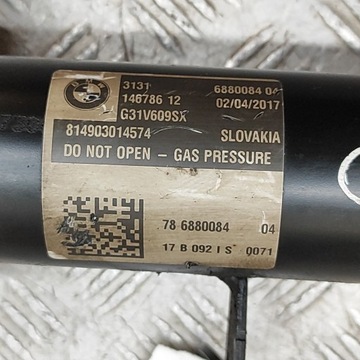 3131 6880084 04
146786 12 02/04/2017
G31V609SX
814903014574 SLOVAKIA
DO NOT OPEN – GAS PRESSURE
78 6880084 04
17 B 092 I S 0071